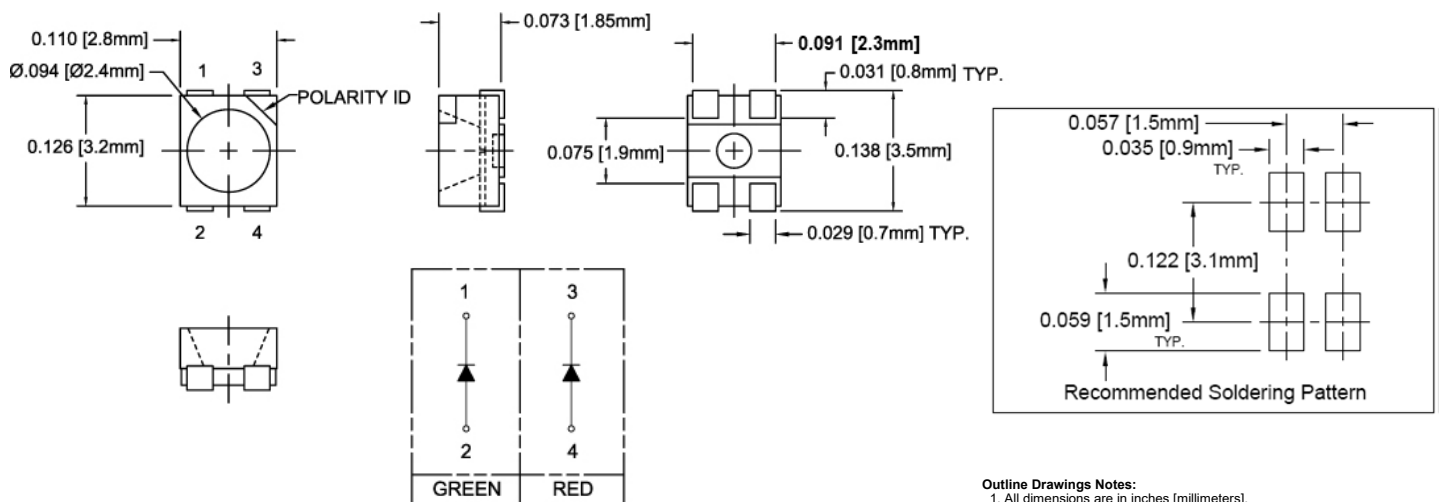 0.110 [2.8mm]
Ø.094 [Ø2.4mm]
1
3
POLARITY ID
0.126 [3.2mm]
2
4
0.073 [1.85mm]
0.091 [2.3mm]
0.031 [0.8mm] TYP.
0.075 [1.9mm]
0.138 [3.5mm]
0.029 [0.7mm] TYP.
1
3
2
4
GREEN
RED
0.057 [1.5mm]
0.035 [0.9mm]
TYP.
0.122 [3.1mm]
0.059 [1.5mm]
TYP.
Recommended Soldering Pattern
Outline Drawings Notes:
1. All dimensions are in inches [millimeters].